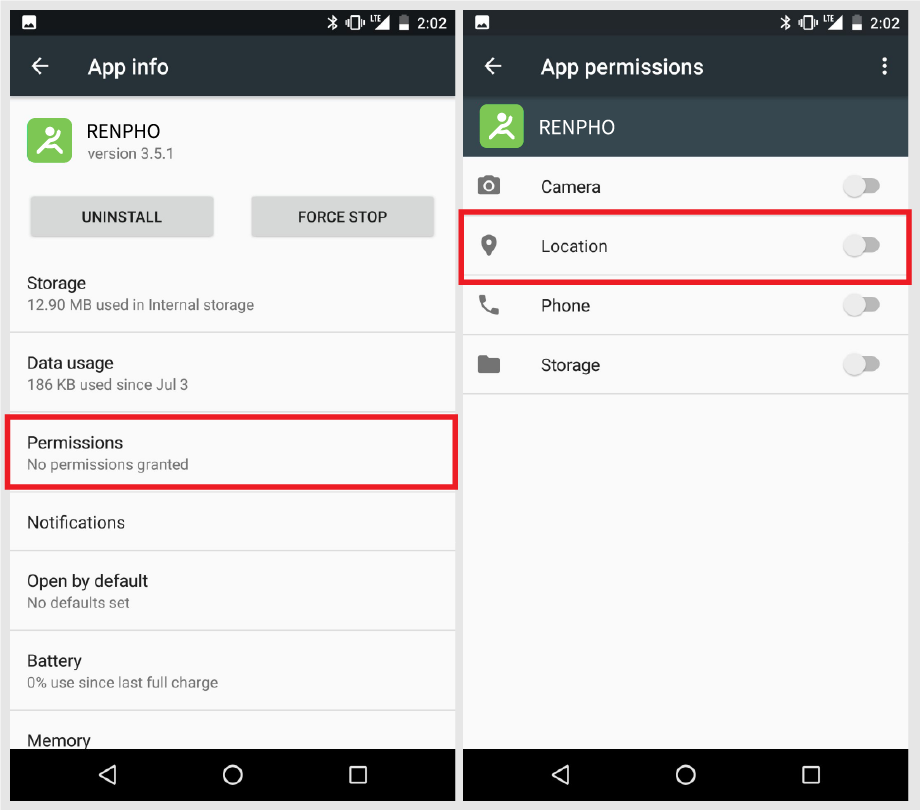 LTE 2:02
App info
RENPHO
version 3.5.1
UNINSTALL FORCE STOP
Storage
12.90 MB used in Internal storage
Data usage
186 KB used since Jul 3
Permissions
No permissions granted
Notifications
Open by default
No defaults set
Battery
0% use since last full charge
Memory
LTE 2:02
App permissions
RENPHO
Camera
Location
Phone
Storage